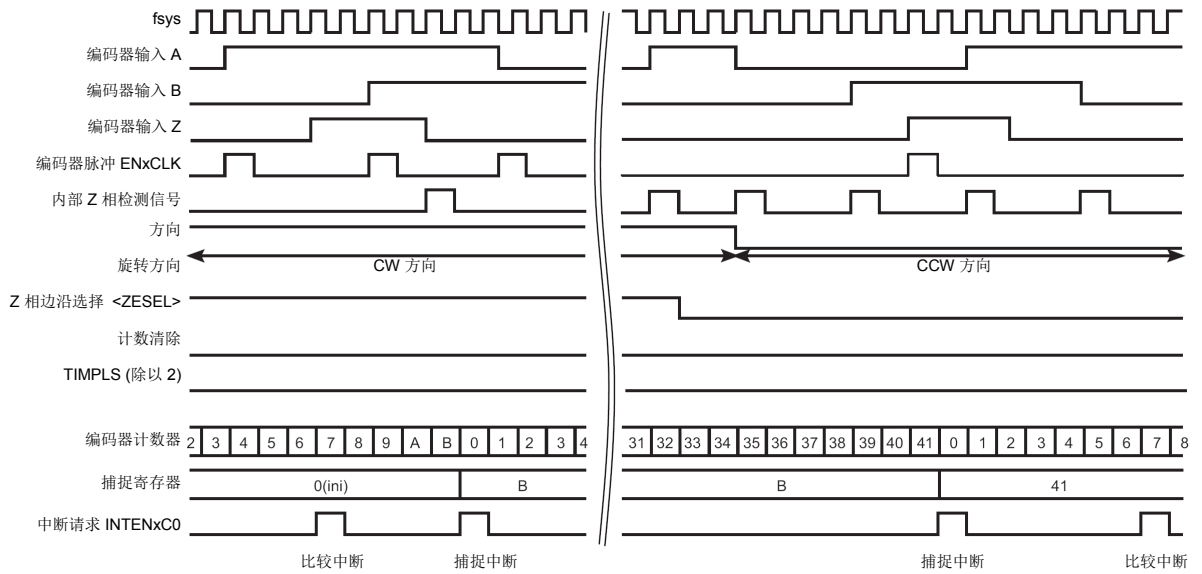 fsys
编码器输入 A
编码器输入 B
编码器输入 Z
编码器脉冲 ENxCLK
内部 Z 相检测信号
方向
旋转方向 CW 方向 CCW 方向
Z 相边沿选择 <ZESEL>
计数清除
TIMPLS (除以 2)
编码器计数器 2 3 4 5 6 7 8 9 A B 0 1 2 3 4 31 32 33 34 35 36 37 38 39 40 41 0 1 2 3 4 5 6 7 8
捕捉寄存器 0(ini) B B 41
中断请求 INTENxC0
比较中断 捕捉中断 捕捉中断 比较中断